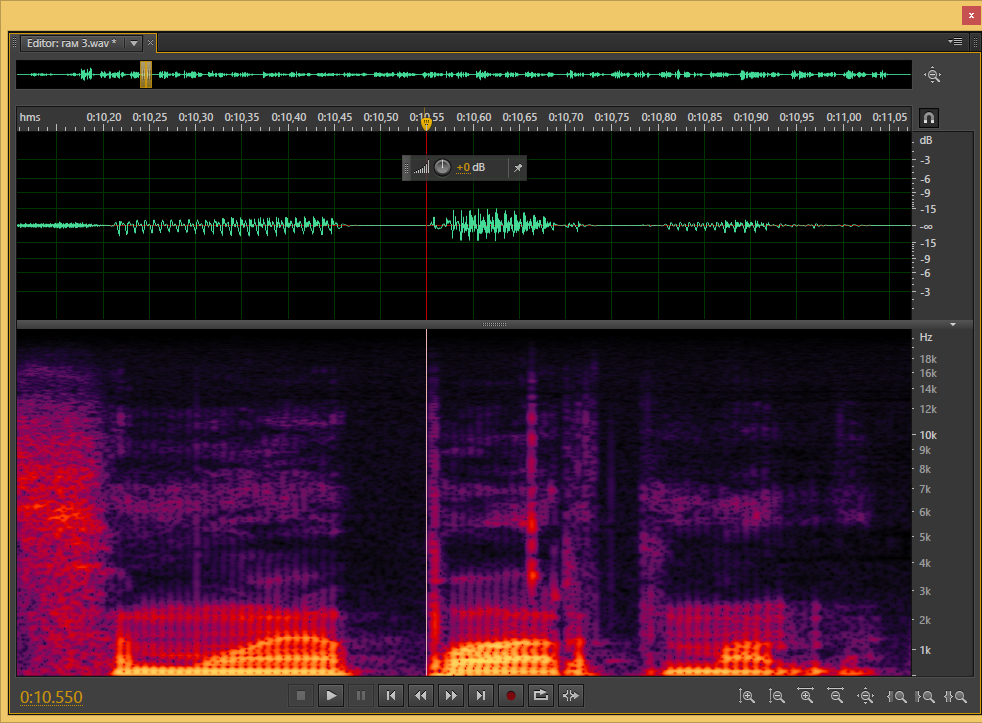 x
Editor: гам 3.wav *
hms 0:10,20 0:10,25 0:10,30 0:10,35 0:10,40 0:10,45 0:10,50 0:10,55 0:10,60 0:10,65 0:10,70 0:10,75 0:10,80 0:10,85 0:10,90 0:10,95 0:11,00 0:11,05
dB
+0 dB
-3
-6
-9
-15
-∞
-15
-9
-6
-3
Hz
18k
16k
14k
12k
10k
9k
8k
7k
6k
5k
4k
3k
2k
1k
0:10.550